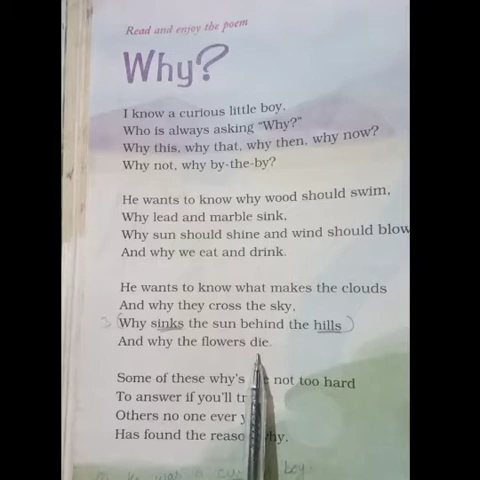 Read and enjoy the poem
Why?
I know a curious little boy,
Who is always asking "Why?"
Why this, why that, why then, why now?
Why not, why by-the-by?
He wants to know why wood should swim,
Why lead and marble sink,
Why sun should shine and wind should blow
And why we eat and drink.
He wants to know what makes the clouds
And why they cross the sky,
3 (Why sinks the sun behind the hills)
And why the flowers die.
Some of these why's not too hard
To answer if you'll
Others no one ever
Has found the
was a boy.